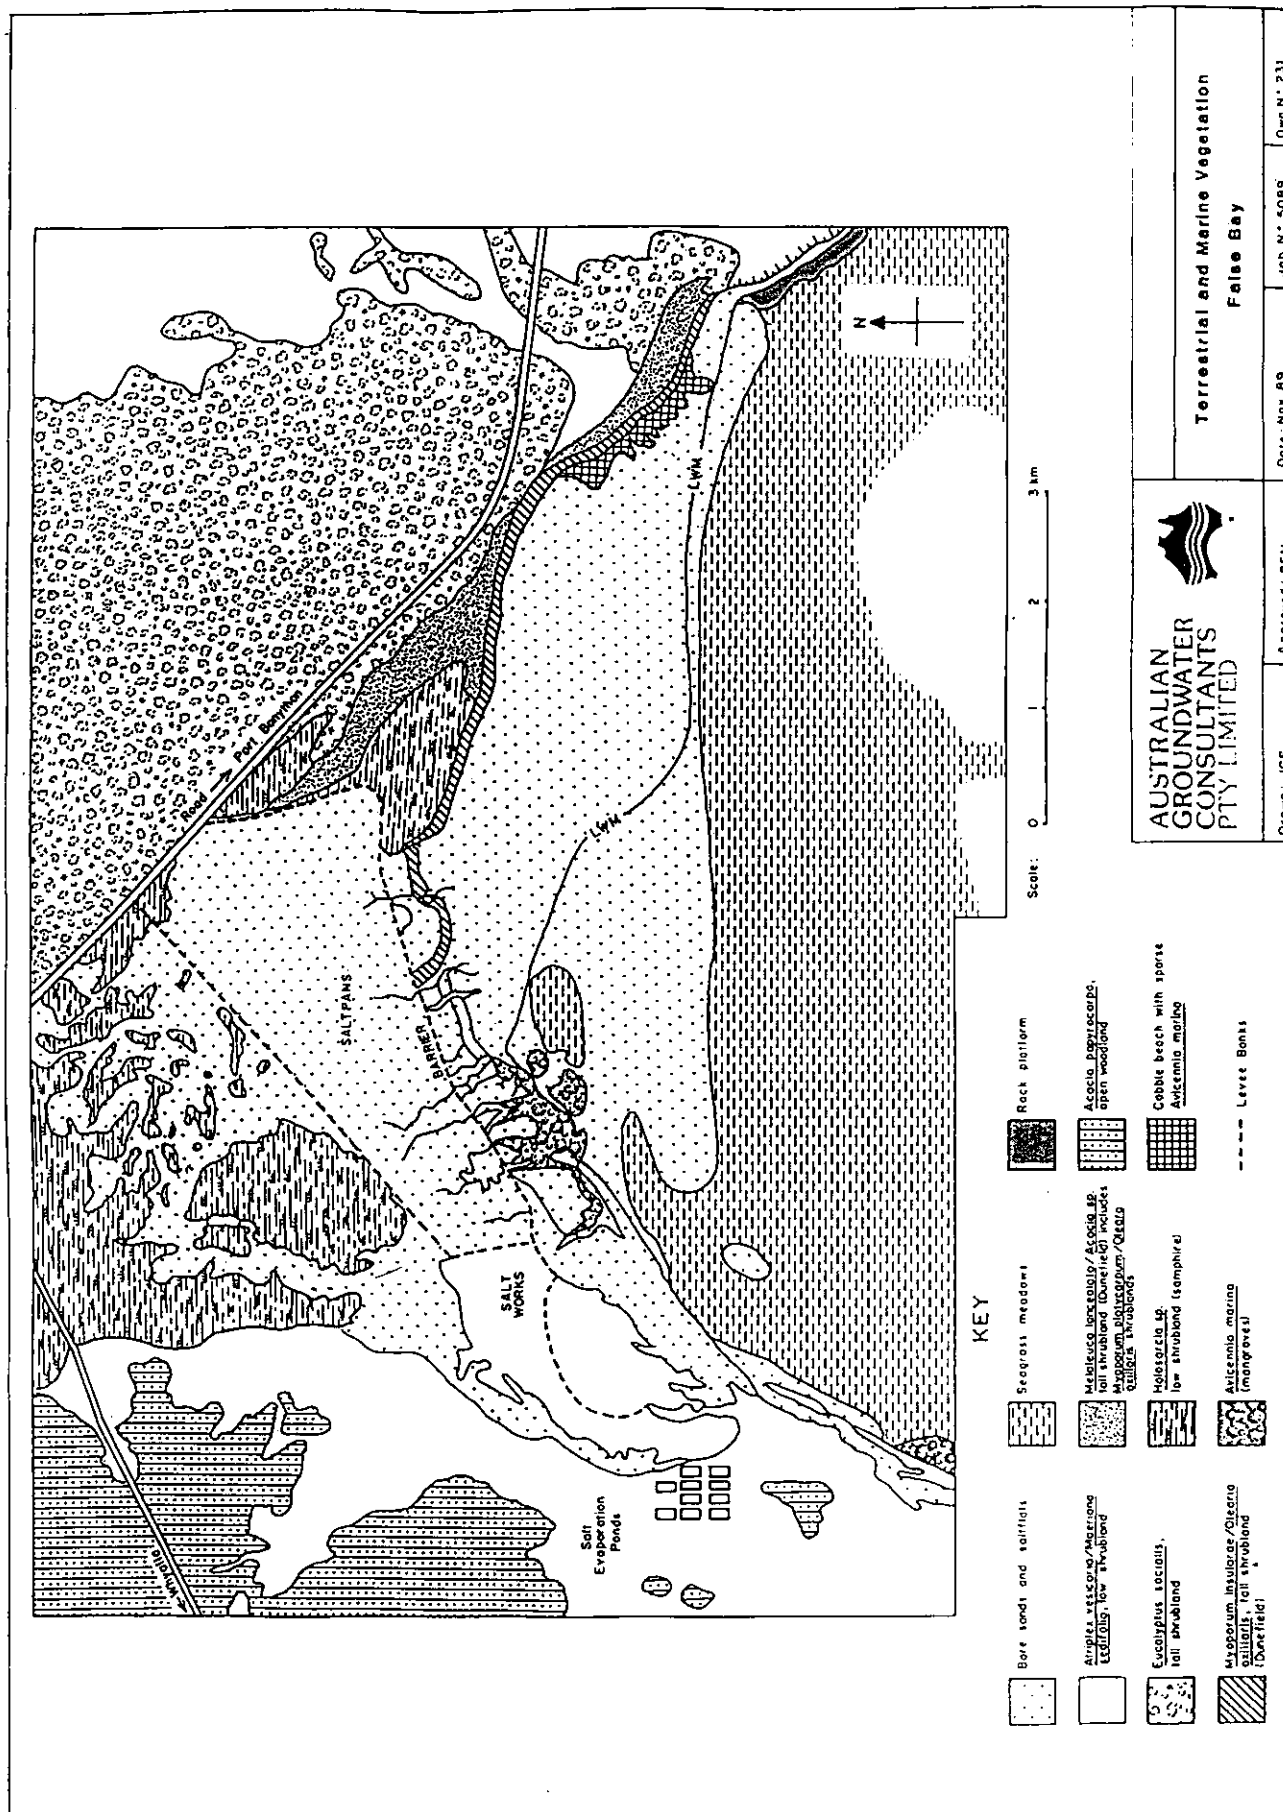 Whyalla
Road
Port Bonython
SALTPANS
BARRIER
SALT
WORKS
Salt
Evaporation
Ponds
LWM
LWM
N
KEY
Bare sands and saltflats
Atriplex vesicaria/Maeriana
sedifolia, low shrubland
Eucalyptus socialis,
tall shrubland
Myoporum insulare/Olearia
axillaris, tall shrubland
(Dunefield)
Seagrass meadows
Melaleuca lanceolata/Acacia sp.
tall shrubland (Dunefield) includes
Myoporum platycarpum/Olearia
axillaris shrublands
Halosarcia sp.
low shrubland (samphire)
Avicennia marina
(mangroves)
Rock platform
Acacia papyrocarpa,
open woodland
Cobble beach with sparse
Avicennia marina
Levee Banks
Scale:
0 1 2 3 km
AUSTRALIAN
GROUNDWATER
CONSULTANTS
PTY LIMITED
Terrestrial and Marine Vegetation
False Bay